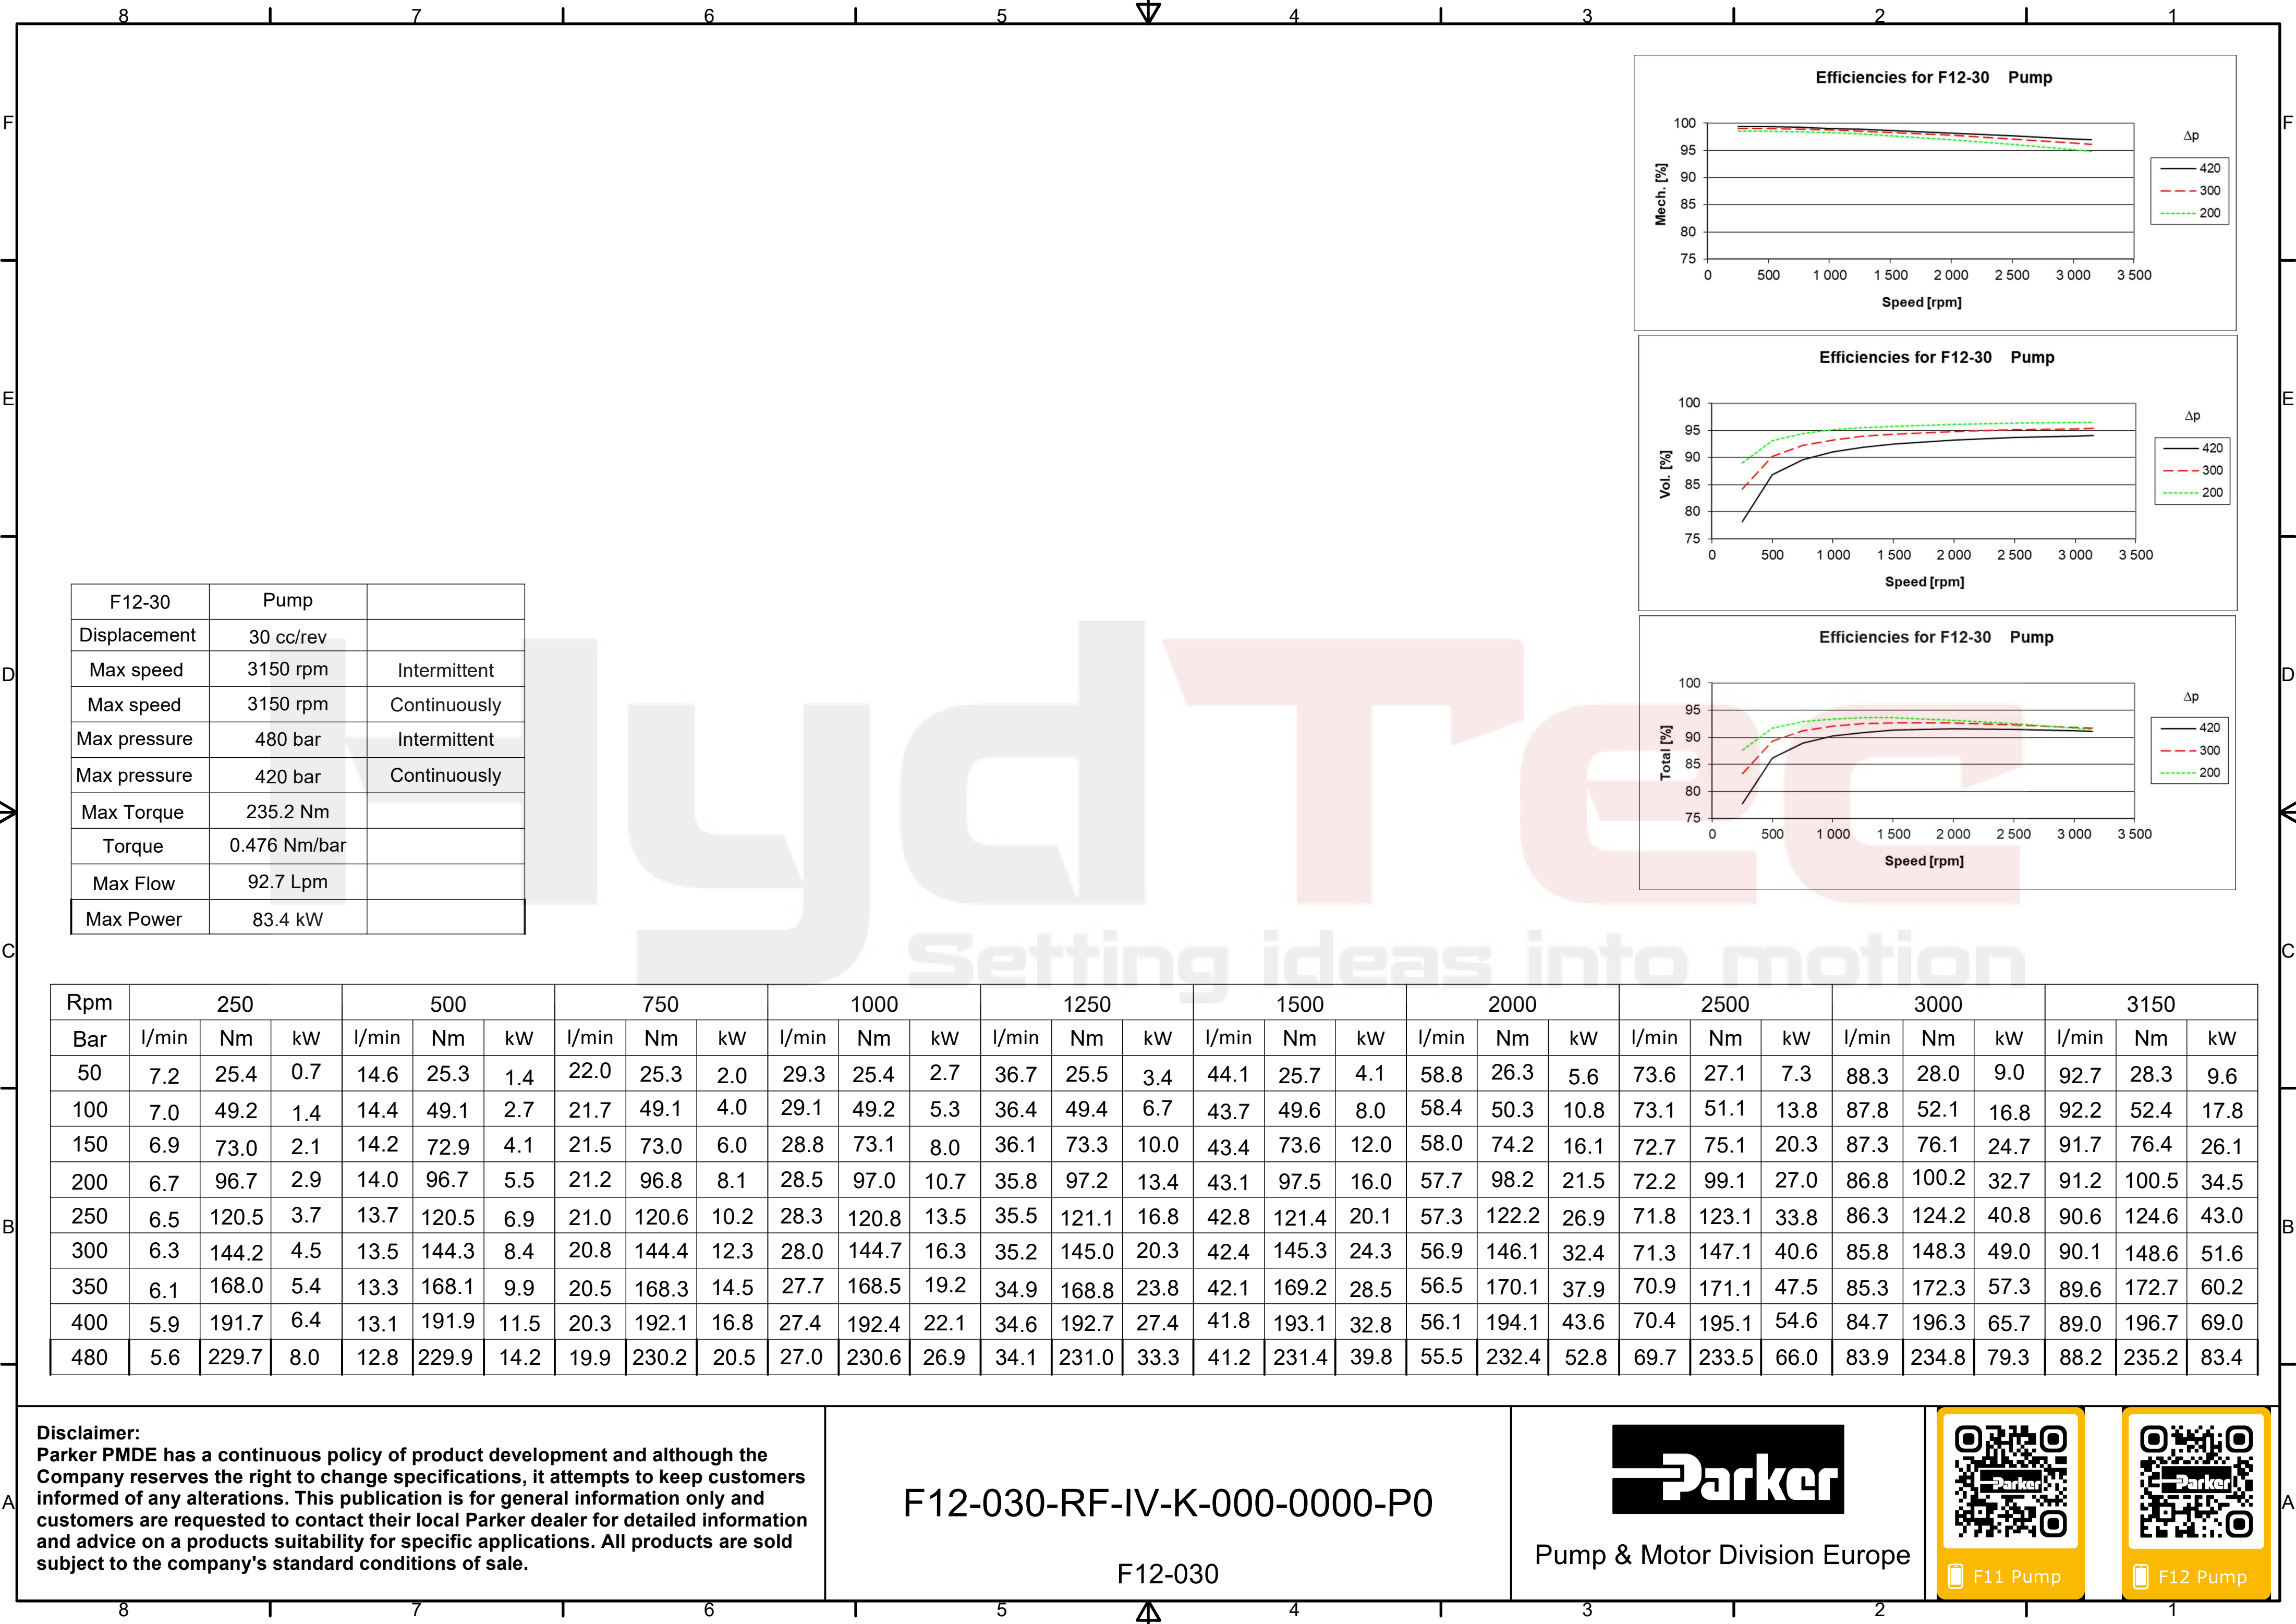 8 7 6 5 4 3 2 1
F F
E E
D D
C C
B B
A A
Efficiencies for F12-30 Pump
Mech. [%]
100
95
90
85
80
75
0 500 1 000 1 500 2 000 2 500 3 000 3 500
Speed [rpm]
Δp
420
300
200
Efficiencies for F12-30 Pump
Vol. [%]
100
95
90
85
80
75
0 500 1 000 1 500 2 000 2 500 3 000 3 500
Speed [rpm]
Δp
420
300
200
Efficiencies for F12-30 Pump
Total [%]
100
95
90
85
80
75
0 500 1 000 1 500 2 000 2 500 3 000 3 500
Speed [rpm]
Δp
420
300
200
HydTec
Setting ideas into motion
F12-30 Pump
Displacement 30 cc/rev
Max speed 3150 rpm Intermittent
Max speed 3150 rpm Continuously
Max pressure 480 bar Intermittent
Max pressure 420 bar Continuously
Max Torque 235.2 Nm
Torque 0.476 Nm/bar
Max Flow 92.7 Lpm
Max Power 83.4 kW
Rpm 250 500 750 1000 1250 1500 2000 2500 3000 3150
Bar l/min Nm kW l/min Nm kW l/min Nm kW l/min Nm kW l/min Nm kW l/min Nm kW l/min Nm kW l/min Nm kW l/min Nm kW l/min Nm kW
50 7.2 25.4 0.7 14.6 25.3 1.4 22.0 25.3 2.0 29.3 25.4 2.7 36.7 25.5 3.4 44.1 25.7 4.1 58.8 26.3 5.6 73.6 27.1 7.3 88.3 28.0 9.0 92.7 28.3 9.6
100 7.0 49.2 1.4 14.4 49.1 2.7 21.7 49.1 4.0 29.1 49.2 5.3 36.4 49.4 6.7 43.7 49.6 8.0 58.4 50.3 10.8 73.1 51.1 13.8 87.8 52.1 16.8 92.2 52.4 17.8
150 6.9 73.0 2.1 14.2 72.9 4.1 21.5 73.0 6.0 28.8 73.1 8.0 36.1 73.3 10.0 43.4 73.6 12.0 58.0 74.2 16.1 72.7 75.1 20.3 87.3 76.1 24.7 91.7 76.4 26.1
200 6.7 96.7 2.9 14.0 96.7 5.5 21.2 96.8 8.1 28.5 97.0 10.7 35.8 97.2 13.4 43.1 97.5 16.0 57.7 98.2 21.5 72.2 99.1 27.0 86.8 100.2 32.7 91.2 100.5 34.5
250 6.5 120.5 3.7 13.7 120.5 6.9 21.0 120.6 10.2 28.3 120.8 13.5 35.5 121.1 16.8 42.8 121.4 20.1 57.3 122.2 26.9 71.8 123.1 33.8 86.3 124.2 40.8 90.6 124.6 43.0
300 6.3 144.2 4.5 13.5 144.3 8.4 20.8 144.4 12.3 28.0 144.7 16.3 35.2 145.0 20.3 42.4 145.3 24.3 56.9 146.1 32.4 71.3 147.1 40.6 85.8 148.3 49.0 90.1 148.6 51.6
350 6.1 168.0 5.4 13.3 168.1 9.9 20.5 168.3 14.5 27.7 168.5 19.2 34.9 168.8 23.8 42.1 169.2 28.5 56.5 170.1 37.9 70.9 171.1 47.5 85.3 172.3 57.3 89.6 172.7 60.2
400 5.9 191.7 6.4 13.1 191.9 11.5 20.3 192.1 16.8 27.4 192.4 22.1 34.6 192.7 27.4 41.8 193.1 32.8 56.1 194.1 43.6 70.4 195.1 54.6 84.7 196.3 65.7 89.0 196.7 69.0
480 5.6 229.7 8.0 12.8 229.9 14.2 19.9 230.2 20.5 27.0 230.6 26.9 34.1 231.0 33.3 41.2 231.4 39.8 55.5 232.4 52.8 69.7 233.5 66.0 83.9 234.8 79.3 88.2 235.2 83.4
Disclaimer:
Parker PMDE has a continuous policy of product development and although the
Company reserves the right to change specifications, it attempts to keep customers
informed of any alterations. This publication is for general information only and
customers are requested to contact their local Parker dealer for detailed information
and advice on a products suitability for specific applications. All products are sold
subject to the company's standard conditions of sale.
F12-030-RF-IV-K-000-0000-P0
F12-030
Parker
Pump & Motor Division Europe
Parker
F11 Pump
Parker
F12 Pump
8 7 6 5 4 3 2 1